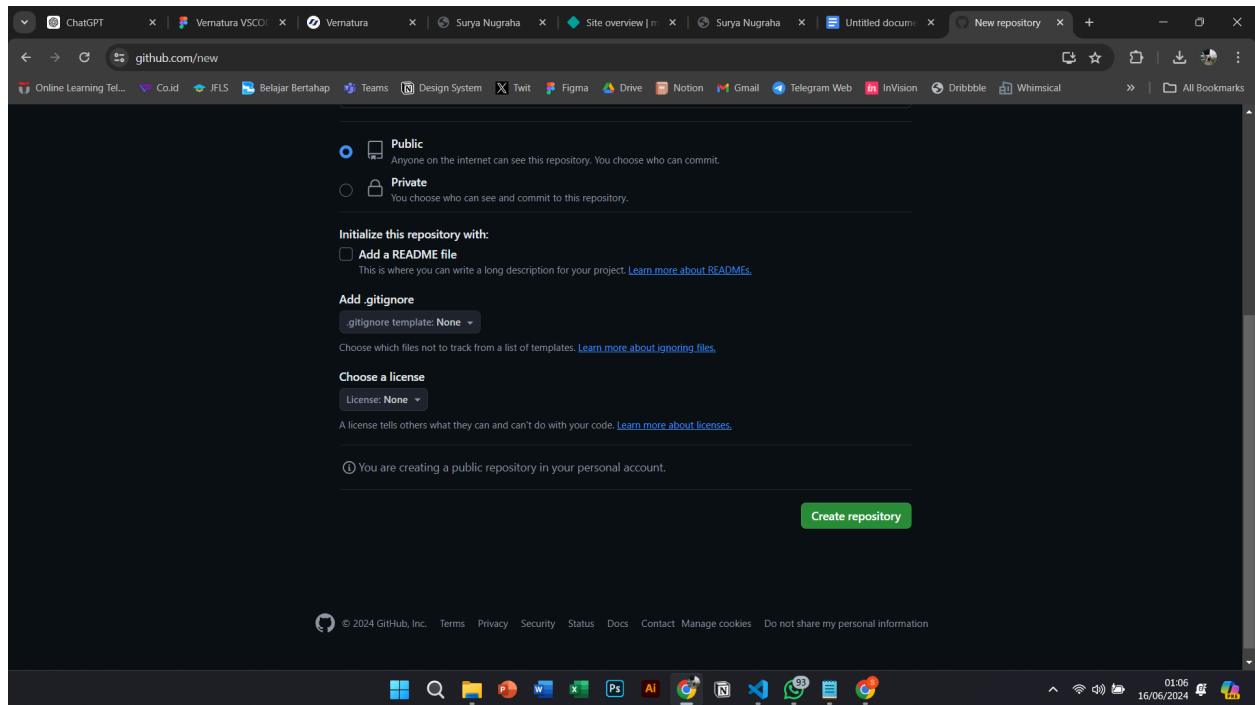 ChatGPT
Vernatura VSCO
Vernatura
Surya Nugraha
Site overview | m
Surya Nugraha
Untitled docume
New repository
github.com/new
Online Learning Tel...
Co.id
JFLS
Belajar Bertahap
Teams
Design System
Twit
Figma
Drive
Notion
Gmail
Telegram Web
InVision
Dribbble
Whimsical
All Bookmarks
Public
Anyone on the internet can see this repository. You choose who can commit.
Private
You choose who can see and commit to this repository.
Initialize this repository with:
Add a README file
This is where you can write a long description for your project. Learn more about READMEs.
Add .gitignore
.gitignore template: None
Choose which files not to track from a list of templates. Learn more about ignoring files.
Choose a license
License: None
A license tells others what they can and can't do with your code. Learn more about licenses.
You are creating a public repository in your personal account.
Create repository
© 2024 GitHub, Inc. Terms Privacy Security Status Docs Contact Manage cookies Do not share my personal information
93
01:06
16/06/2024